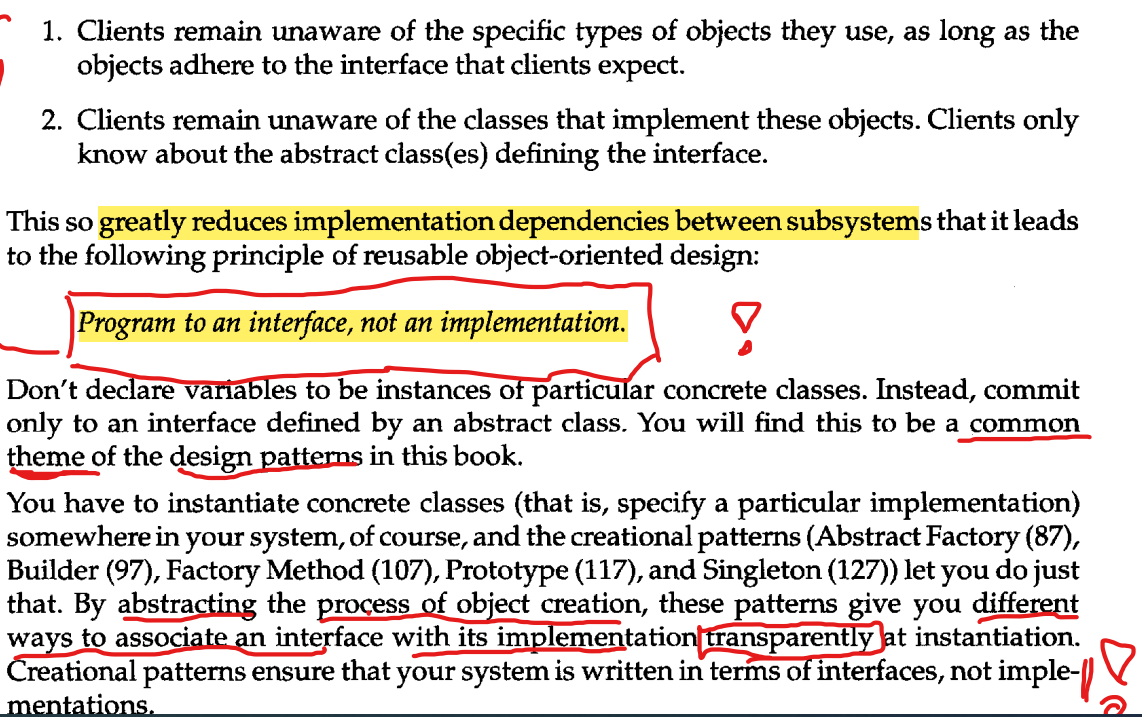 1. Clients remain unaware of the specific types of objects they use, as long as the
objects adhere to the interface that clients expect.
2. Clients remain unaware of the classes that implement these objects. Clients only
know about the abstract class(es) defining the interface.
This so greatly reduces implementation dependencies between subsystems that it leads
to the following principle of reusable object-oriented design:
Program to an interface, not an implementation.
!
Don't declare variables to be instances of particular concrete classes. Instead, commit
only to an interface defined by an abstract class. You will find this to be a common
theme of the design patterns in this book.
You have to instantiate concrete classes (that is, specify a particular implementation)
somewhere in your system, of course, and the creational patterns (Abstract Factory (87),
Builder (97), Factory Method (107), Prototype (117), and Singleton (127)) let you do just
that. By abstracting the process of object creation, these patterns give you different
ways to associate an interface with its implementation transparently at instantiation.
Creational patterns ensure that your system is written in terms of interfaces, not imple-
mentations.
!